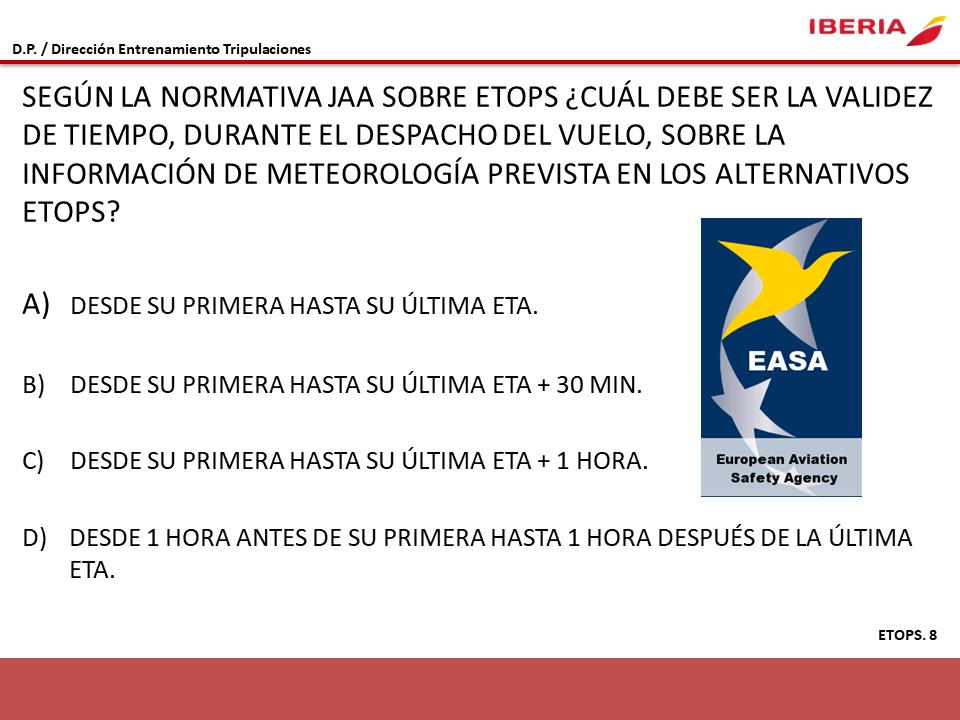 D.P. / Dirección Entrenamiento Tripulaciones
IBERIA
SEGÚN LA NORMATIVA JAA SOBRE ETOPS ¿CUÁL DEBE SER LA VALIDEZ
DE TIEMPO, DURANTE EL DESPACHO DEL VUELO, SOBRE LA
INFORMACIÓN DE METEOROLOGÍA PREVISTA EN LOS ALTERNATIVOS
ETOPS?
A) DESDE SU PRIMERA HASTA SU ÚLTIMA ETA.
B) DESDE SU PRIMERA HASTA SU ÚLTIMA ETA + 30 MIN.
C) DESDE SU PRIMERA HASTA SU ÚLTIMA ETA + 1 HORA.
D) DESDE 1 HORA ANTES DE SU PRIMERA HASTA 1 HORA DESPUÉS DE LA ÚLTIMA
ETA.
EASA
European Aviation
Safety Agency
ETOPS. 8